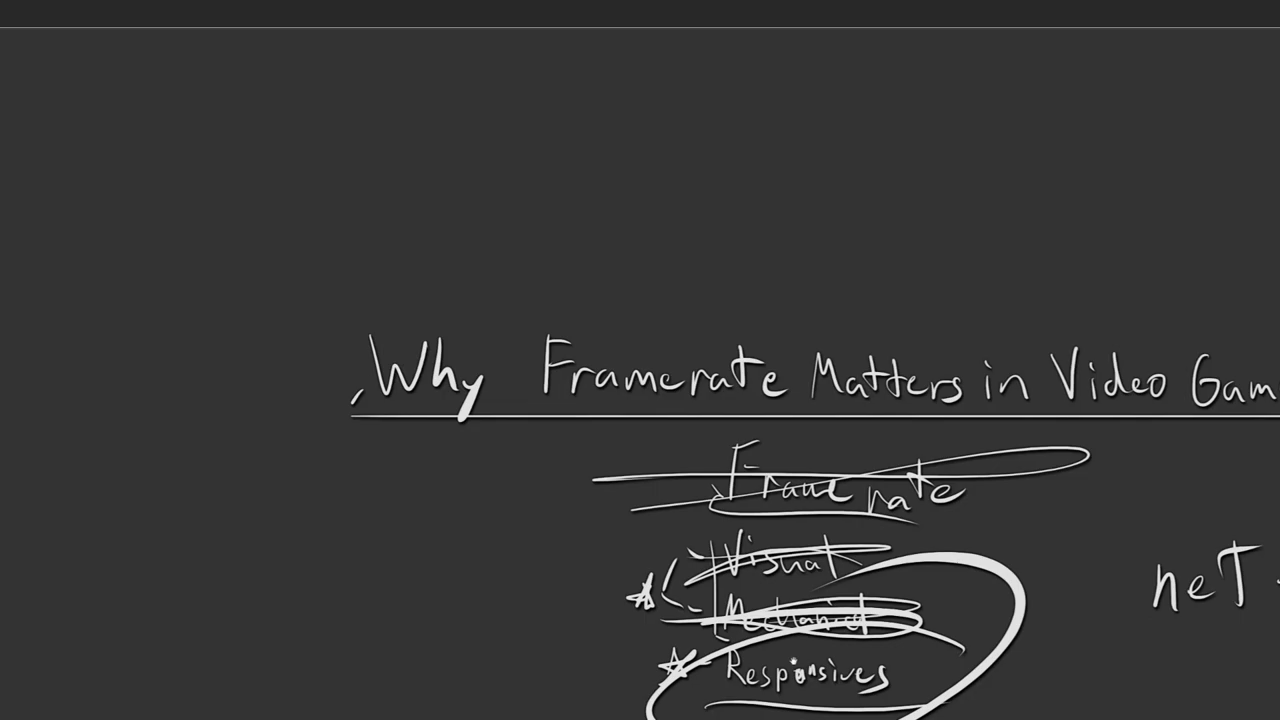 Why Framerate Matters in Video Gam
Framerate
Visual
neT
Mechanical
Responsives